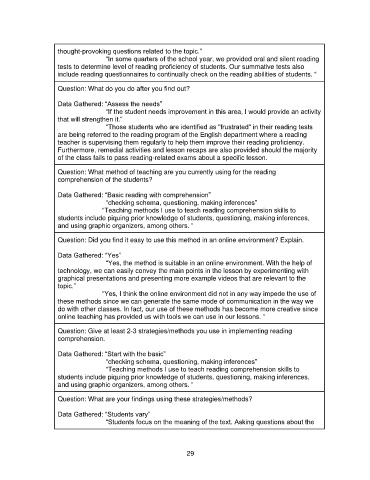 thought-provoking questions related to the topic."
"In some quarters of the school year, we provided oral and silent reading
tests to determine level of reading proficiency of students. Our summative tests also
include reading questionnaires to continually check on the reading abilities of students. "
Question: What do you do after you find out?
Data Gathered: "Assess the needs"
"If the student needs improvement in this area, I would provide an activity
that will strengthen it."
"Those students who are identified as "frustrated" in their reading tests
are being referred to the reading program of the English department where a reading
teacher is supervising them regularly to help them improve their reading proficiency.
Furthermore, remedial activities and lesson recaps are also provided should the majority
of the class fails to pass reading-related exams about a specific lesson.
Question: What method of teaching are you currently using for the reading
comprehension of the students?
Data Gathered: "Basic reading with comprehension"
"checking schema, questioning, making inferences"
"Teaching methods I use to teach reading comprehension skills to
students include piquing prior knowledge of students, questioning, making inferences,
and using graphic organizers, among others. "
Question: Did you find it easy to use this method in an online environment? Explain.
Data Gathered: "Yes"
"Yes, the method is suitable in an online environment. With the help of
technology, we can easily convey the main points in the lesson by experimenting with
graphical presentations and presenting more example videos that are relevant to the
topic."
"Yes, I think the online environment did not in any way impede the use of
these methods since we can generate the same mode of communication in the way we
do with other classes. In fact, our use of these methods has become more creative since
online teaching has provided us with tools we can use in our lessons. "
Question: Give at least 2-3 strategies/methods you use in implementing reading
comprehension.
Data Gathered: "Start with the basic"
"checking schema, questioning, making inferences"
"Teaching methods I use to teach reading comprehension skills to
students include piquing prior knowledge of students, questioning, making inferences,
and using graphic organizers, among others. "
Question: What are your findings using these strategies/methods?
Data Gathered: "Students vary"
"Students focus on the meaning of the text. Asking questions about the
29